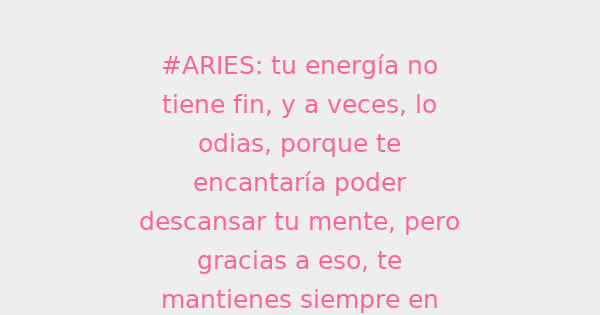 #ARIES: tu energía no
tiene fin, y a veces, lo
odias, porque te
encantaría poder
descansar tu mente, pero
gracias a eso, te
mantienes siempre en